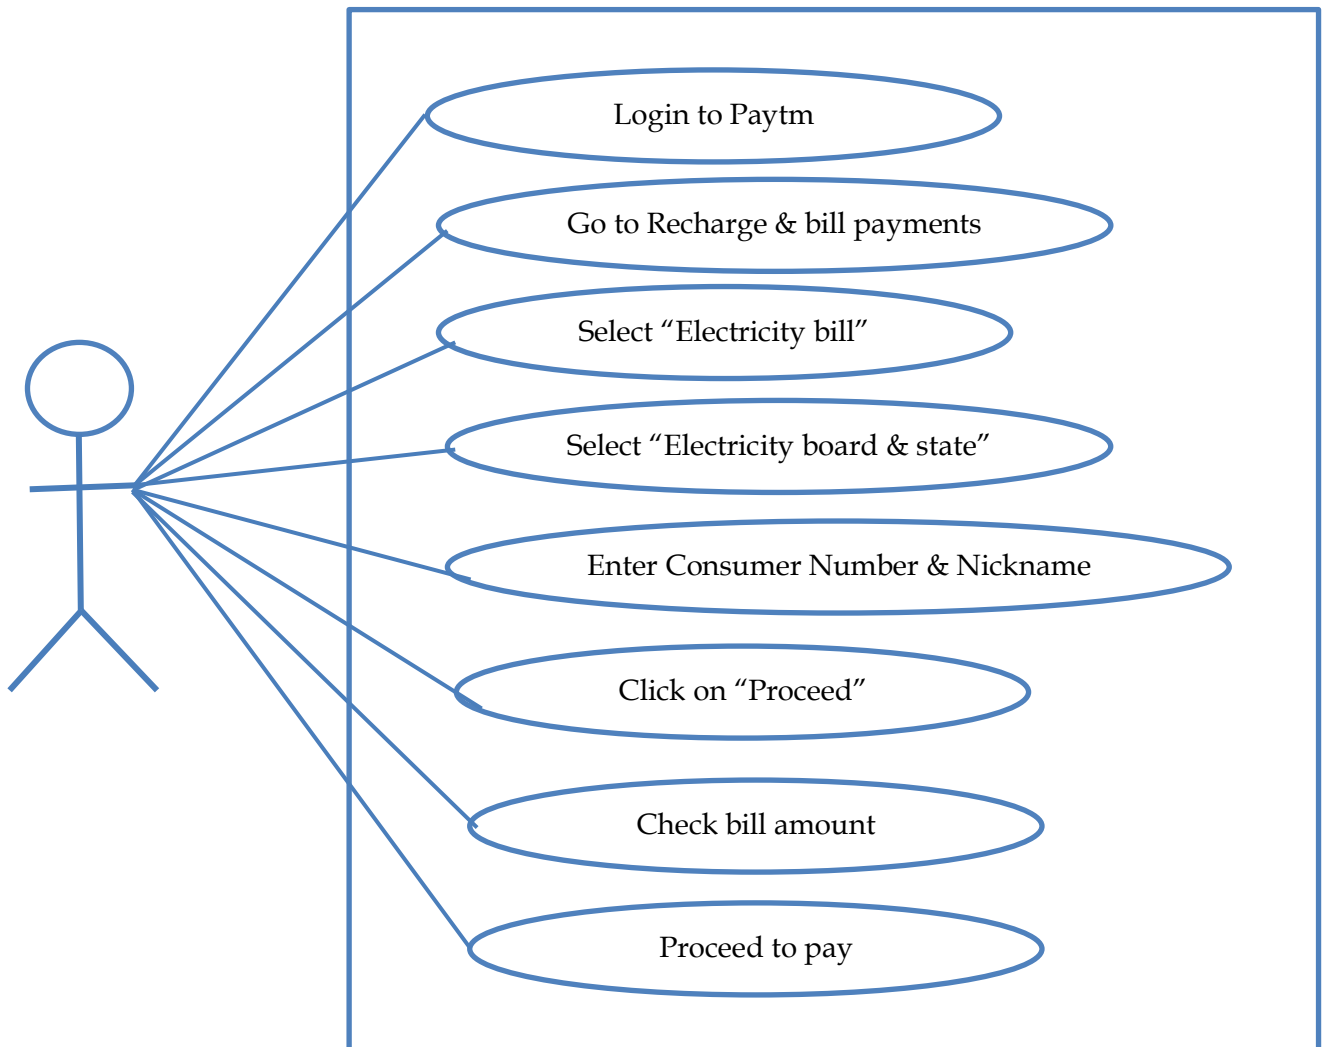 Login to Paytm
Go to Recharge & bill payments
Select “Electricity bill”
Select “Electricity board & state”
Enter Consumer Number & Nickname
Click on “Proceed”
Check bill amount
Proceed to pay